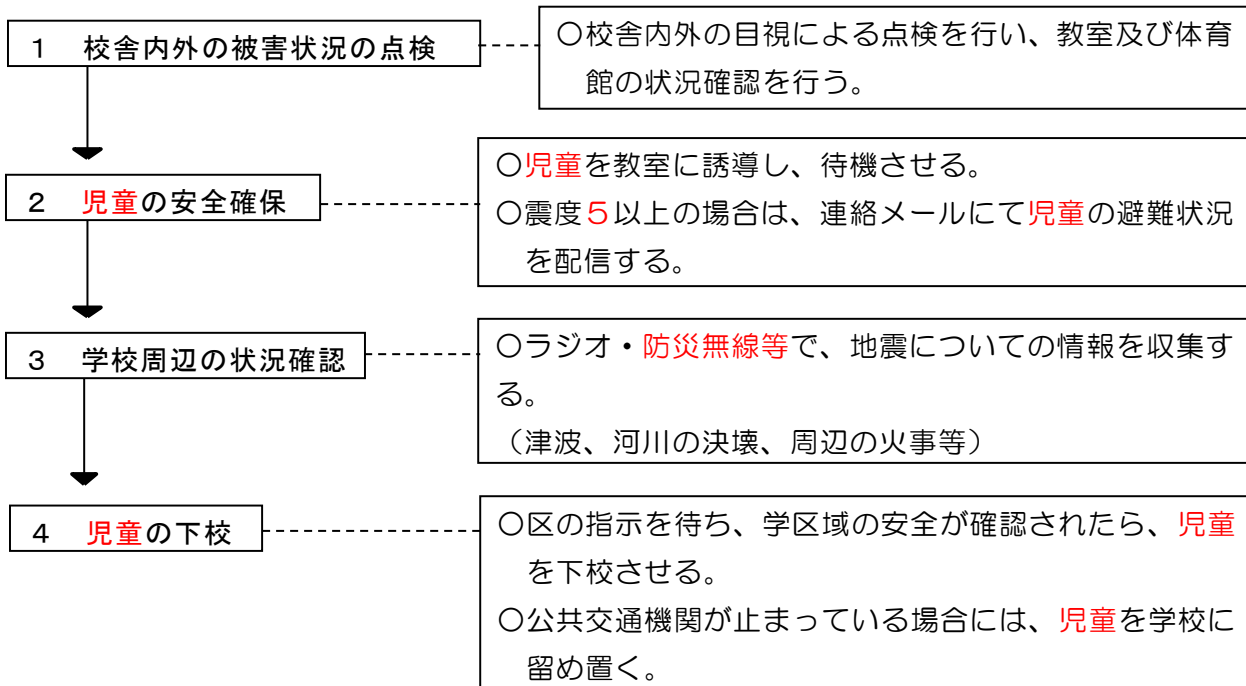 １　校舎内外の被害状況の点検
〇校舎内外の目視による点検を行い、教室及び体育
館の状況確認を行う。
２　児童の安全確保
〇児童を教室に誘導し、待機させる。
〇震度５以上の場合は、連絡メールにて児童の避難状況
を配信する。
３　学校周辺の状況確認
〇ラジオ・防災無線等で、地震についての情報を収集す
る。
（津波、河川の決壊、周辺の火事等）
４　児童の下校
〇区の指示を待ち、学区域の安全が確認されたら、児童
を下校させる。
〇公共交通機関が止まっている場合には、児童を学校に
留め置く。